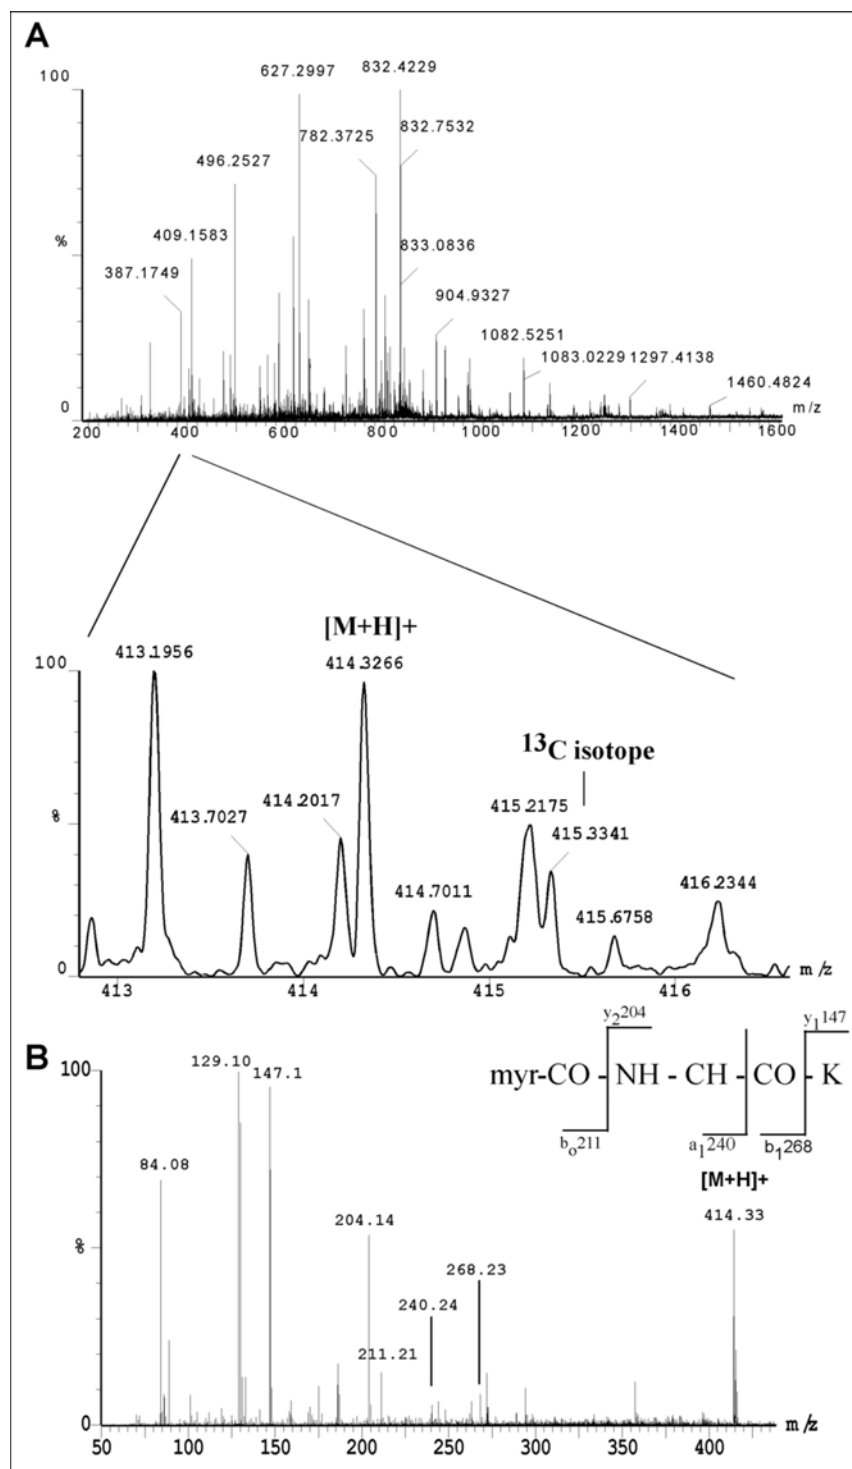 A
627.2997 832.4229
100
782.3725 832.7532
496.2527
409.1583
%
387.1749
833.0836
904.9327
1082.5251
1083.0229 1297.4138
1460.4824
0
m/z
200 400 600 800 1000 1200 1400 1600
[M+H]+
413.1956 414.3266
100
13C isotope
415.2175
414.2017
413.7027
415.3341
%
414.7011
416.2344
415.6758
0
m/z
413 414 415 416
y2204 y1147
B
129.10
147.1
100
myr-CO - NH - CH - CO - K
bo211 a1240 b1268
[M+H]+
84.08
414.33
204.14
%
268.23
240.24
211.21
0
m/z
50 100 150 200 250 300 350 400